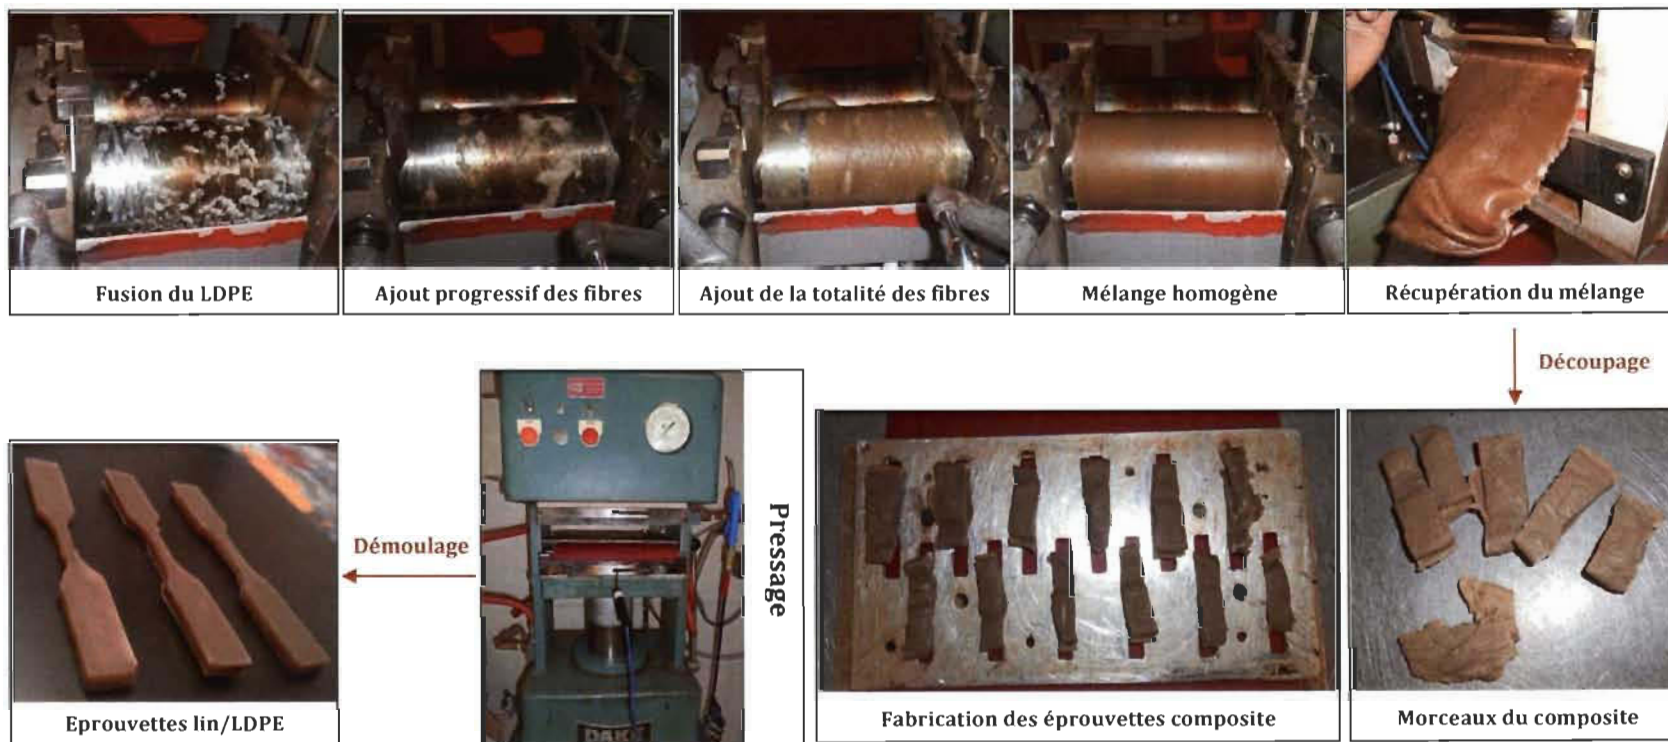 Fusion du LDPE
Ajout progressif des fibres
Ajout de la totalité des fibres
Mélange homogène
Récupération du mélange
Découpage
Morceaux du composite
Fabrication des éprouvettes composite
Pressage
DAKE
Démoulage
Eprouvettes lin/LDPE